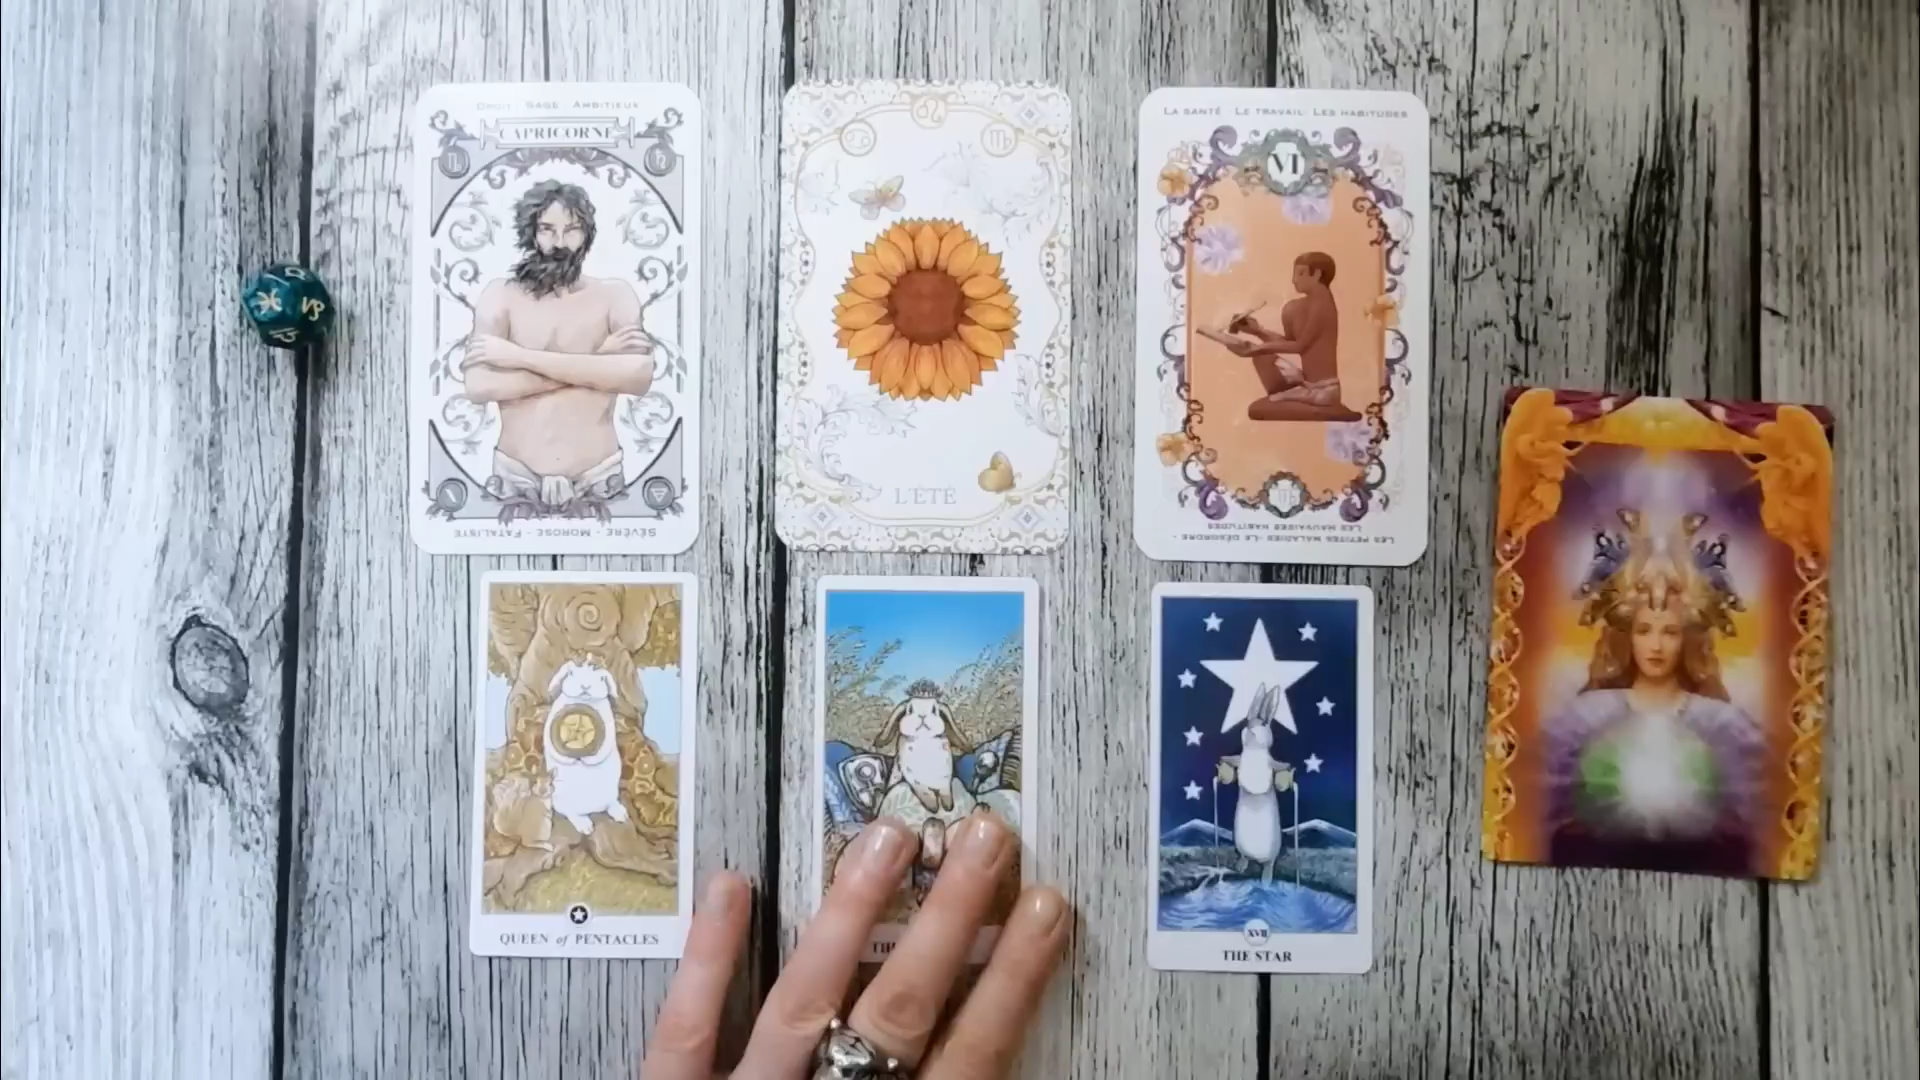 DROIT · SAGE · AMBITIEUX
CAPRICORNE
SÉVÈRE · MOROSE · FATALISTE
L'ÉTÉ
LA SANTÉ · LE TRAVAIL · LES HABITUDES
VI
LES PETITES MALADIES · LE DÉSORDRE ·
LES MAUVAISES HABITUDES
QUEEN of PENTACLES
XVII
THE STAR